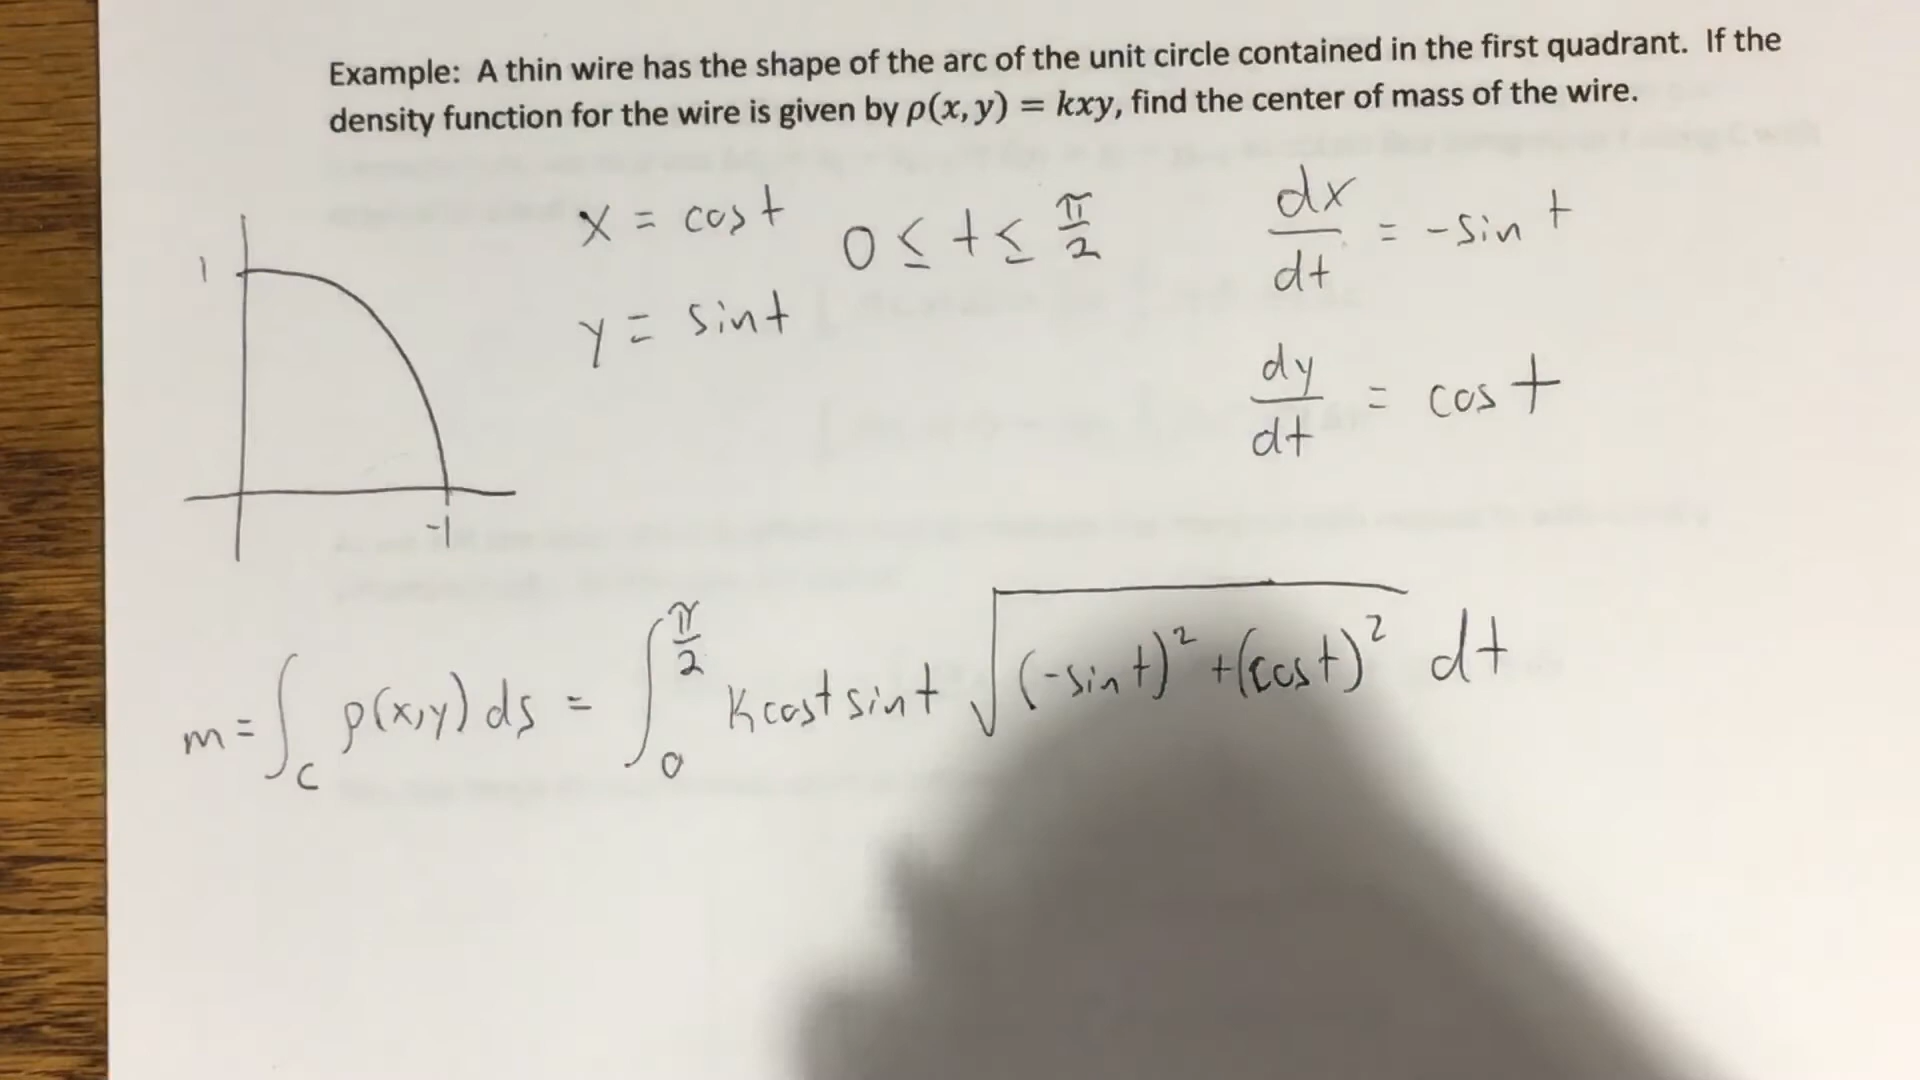 Example: A thin wire has the shape of the arc of the unit circle contained in the first quadrant. If the
density function for the wire is given by ρ(x, y) = kxy, find the center of mass of the wire.
x = cos t
0 ≤ t ≤ π/2
y = sin t
dx/dt = -sin t
dy/dt = cos t
1
-1
m = ∫_C ρ(x,y) ds = ∫_0^{π/2} k cos t sin t √((-sin t)² + (cos t)²) dt